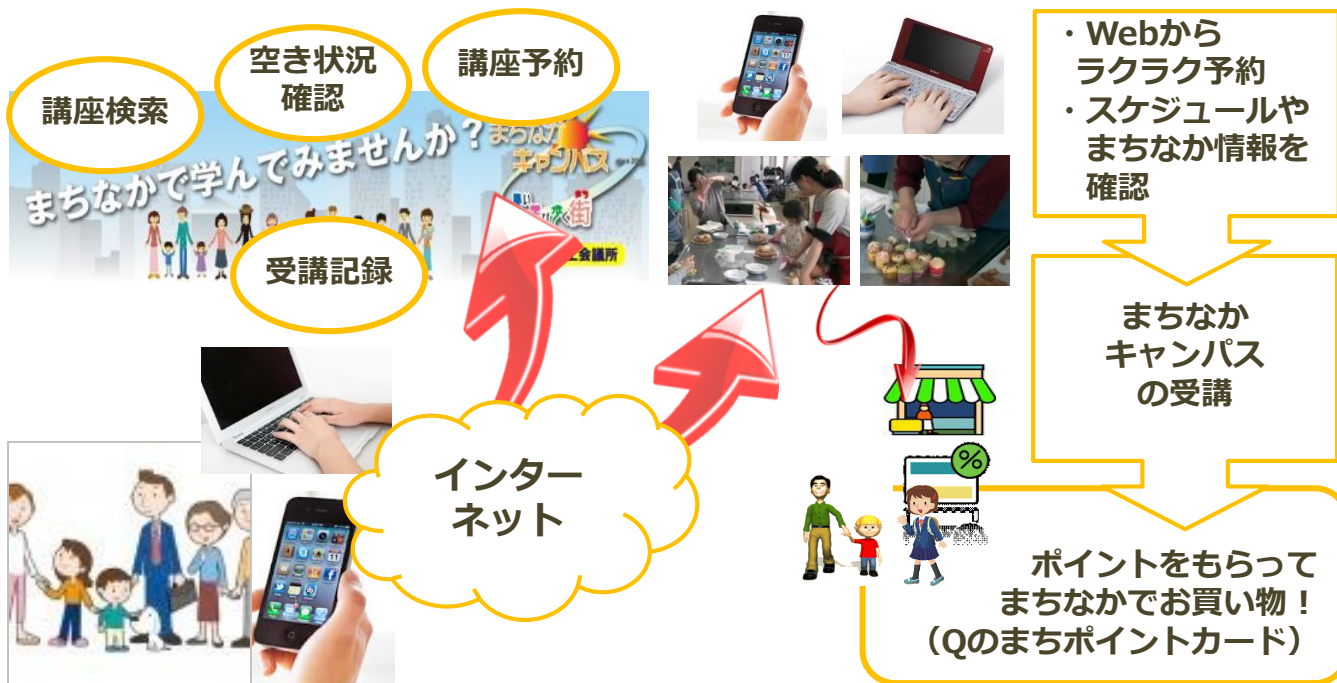 講座検索
空き状況
確認
講座予約
まちなかで学んでみませんか？
まちなか
キャンパス
街
会議所
受講記録
インター
ネット
・Webから
ラクラク予約
・スケジュールや
まちなか情報を
確認
まちなか
キャンパス
の受講
%
ポイントをもらって
まちなかでお買い物！
（Qのまちポイントカード）